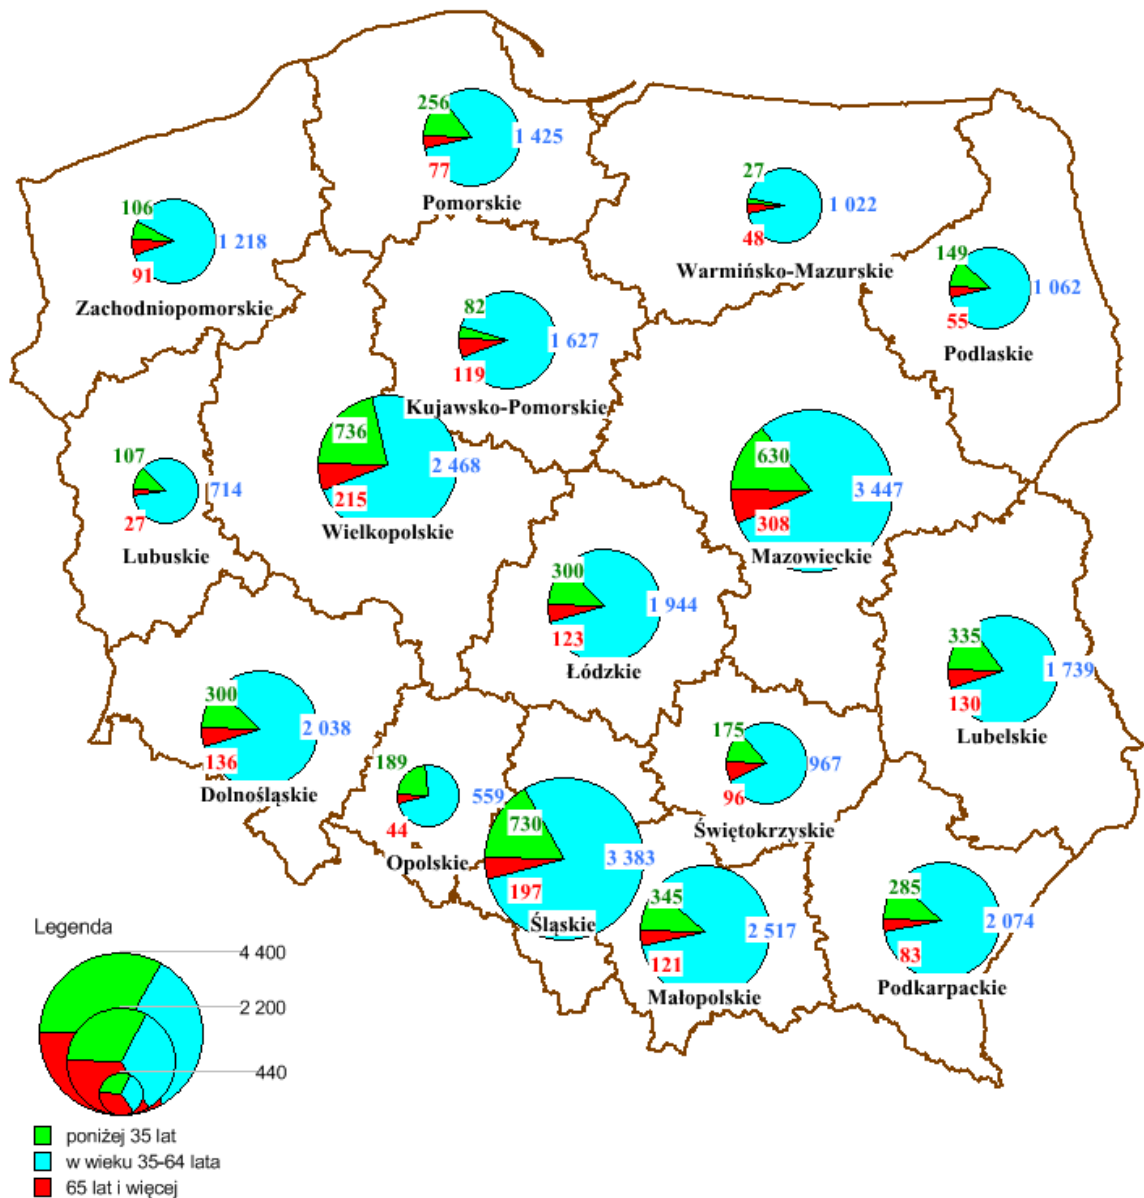 256
1 425
77
Pomorskie
27
1 022
48
Warmińsko-Mazurskie
106
1 218
91
Zachodniopomorskie
149
1 062
55
Podlaskie
82
1 627
119
Kujawsko-Pomorskie
736
2 468
215
Wielkopolskie
630
3 447
308
Mazowieckie
107
714
27
Lubuskie
300
1 944
123
Łódzkie
335
1 739
130
Lubelskie
300
2 038
136
Dolnośląskie
189
559
44
Opolskie
175
967
96
Świętokrzyskie
730
3 383
197
Śląskie
345
2 517
121
Małopolskie
285
2 074
83
Podkarpackie
Legenda
4 400
2 200
440
poniżej 35 lat
w wieku 35-64 lata
65 lat i więcej